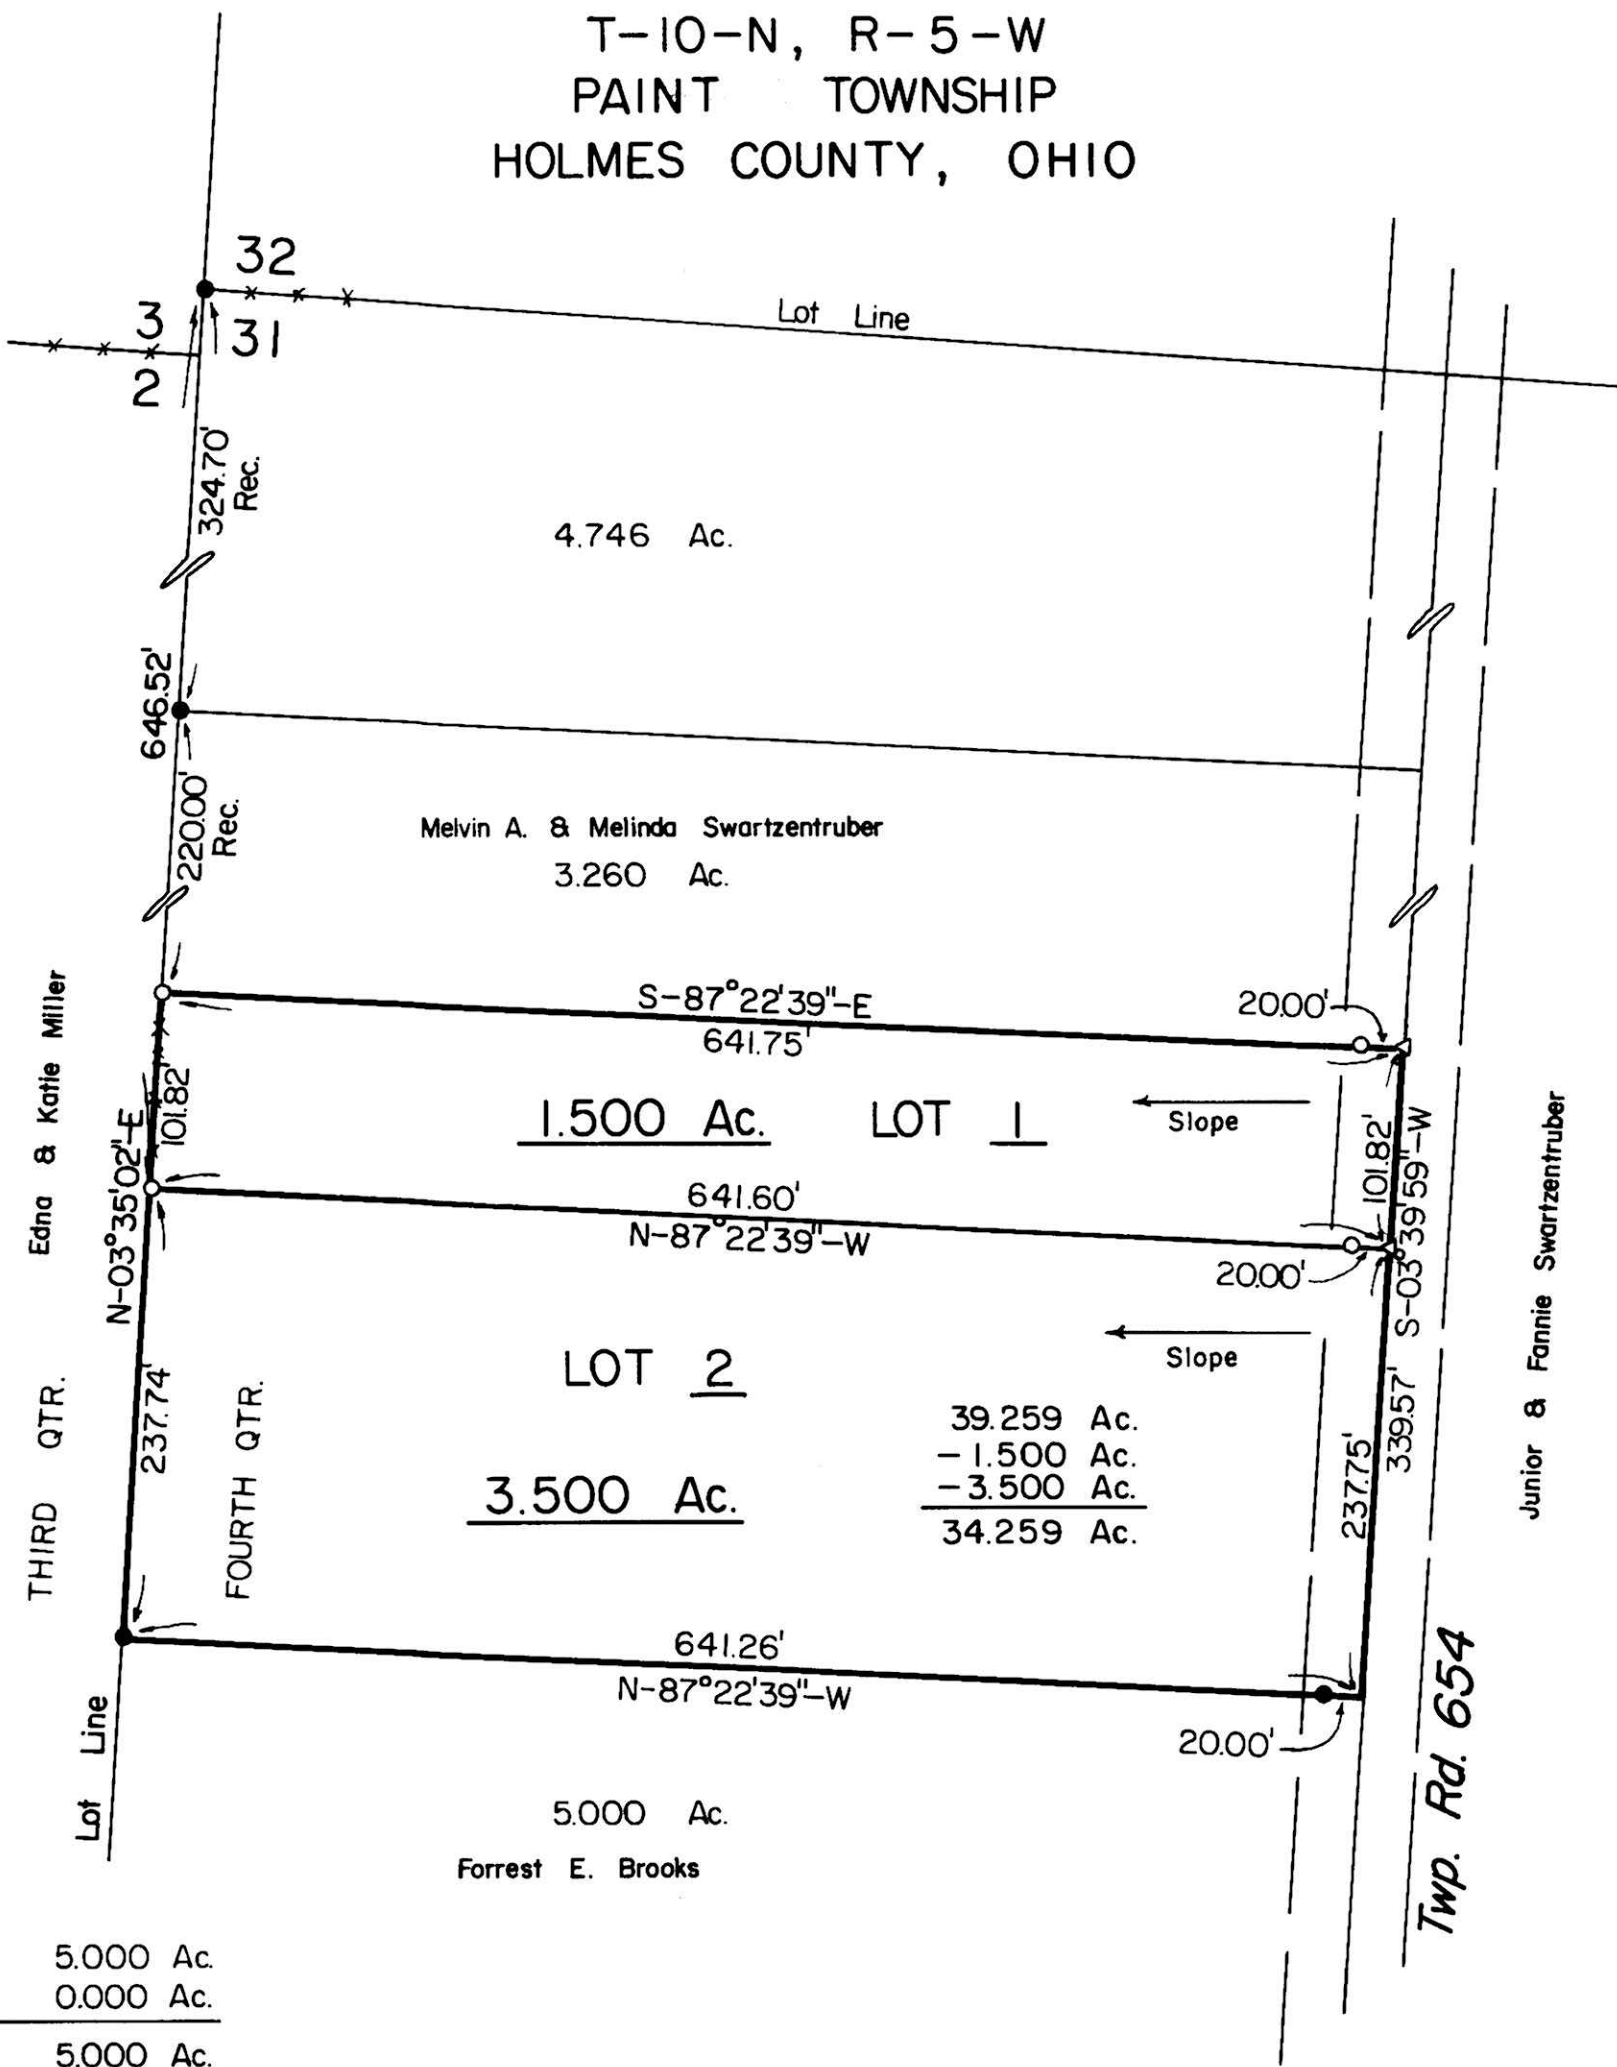 T-10-N, R-5-W
PAINT TOWNSHIP
HOLMES COUNTY, OHIO
32
3
31
2
Lot Line
324.70'
Rec.
4.746 Ac.
646.52'
220.00'
Rec.
Melvin A. & Melinda Swartzentruber
3.260 Ac.
Edna & Katie Miller
S-87°22'39"-E
641.75'
20.00'
N-03°35'02"-E
101.82'
1.500 Ac. LOT 1
Slope
101.82'
S-03°39'59"-W
641.60'
N-87°22'39"-W
20.00'
Junior & Fannie Swartzentruber
LOT 2
Slope
237.74'
THIRD QTR.
FOURTH QTR.
3.500 Ac.
39.259 Ac.
-1.500 Ac.
-3.500 Ac.
34.259 Ac.
237.75'
339.57'
641.26'
N-87°22'39"-W
20.00'
Twp. Rd. 654
Lot Line
5.000 Ac.
Forrest E. Brooks
5.000 Ac.
0.000 Ac.
5.000 Ac.